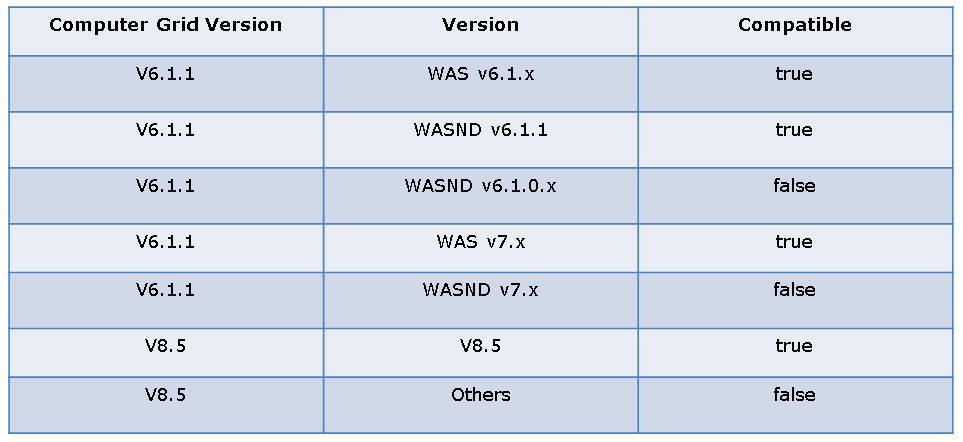 Computer Grid Version Version Compatible
V6.1.1 WAS v6.1.x true
V6.1.1 WASND v6.1.1 true
V6.1.1 WASND v6.1.0.x false
V6.1.1 WAS v7.x true
V6.1.1 WASND v7.x false
V8.5 V8.5 true
V8.5 Others false